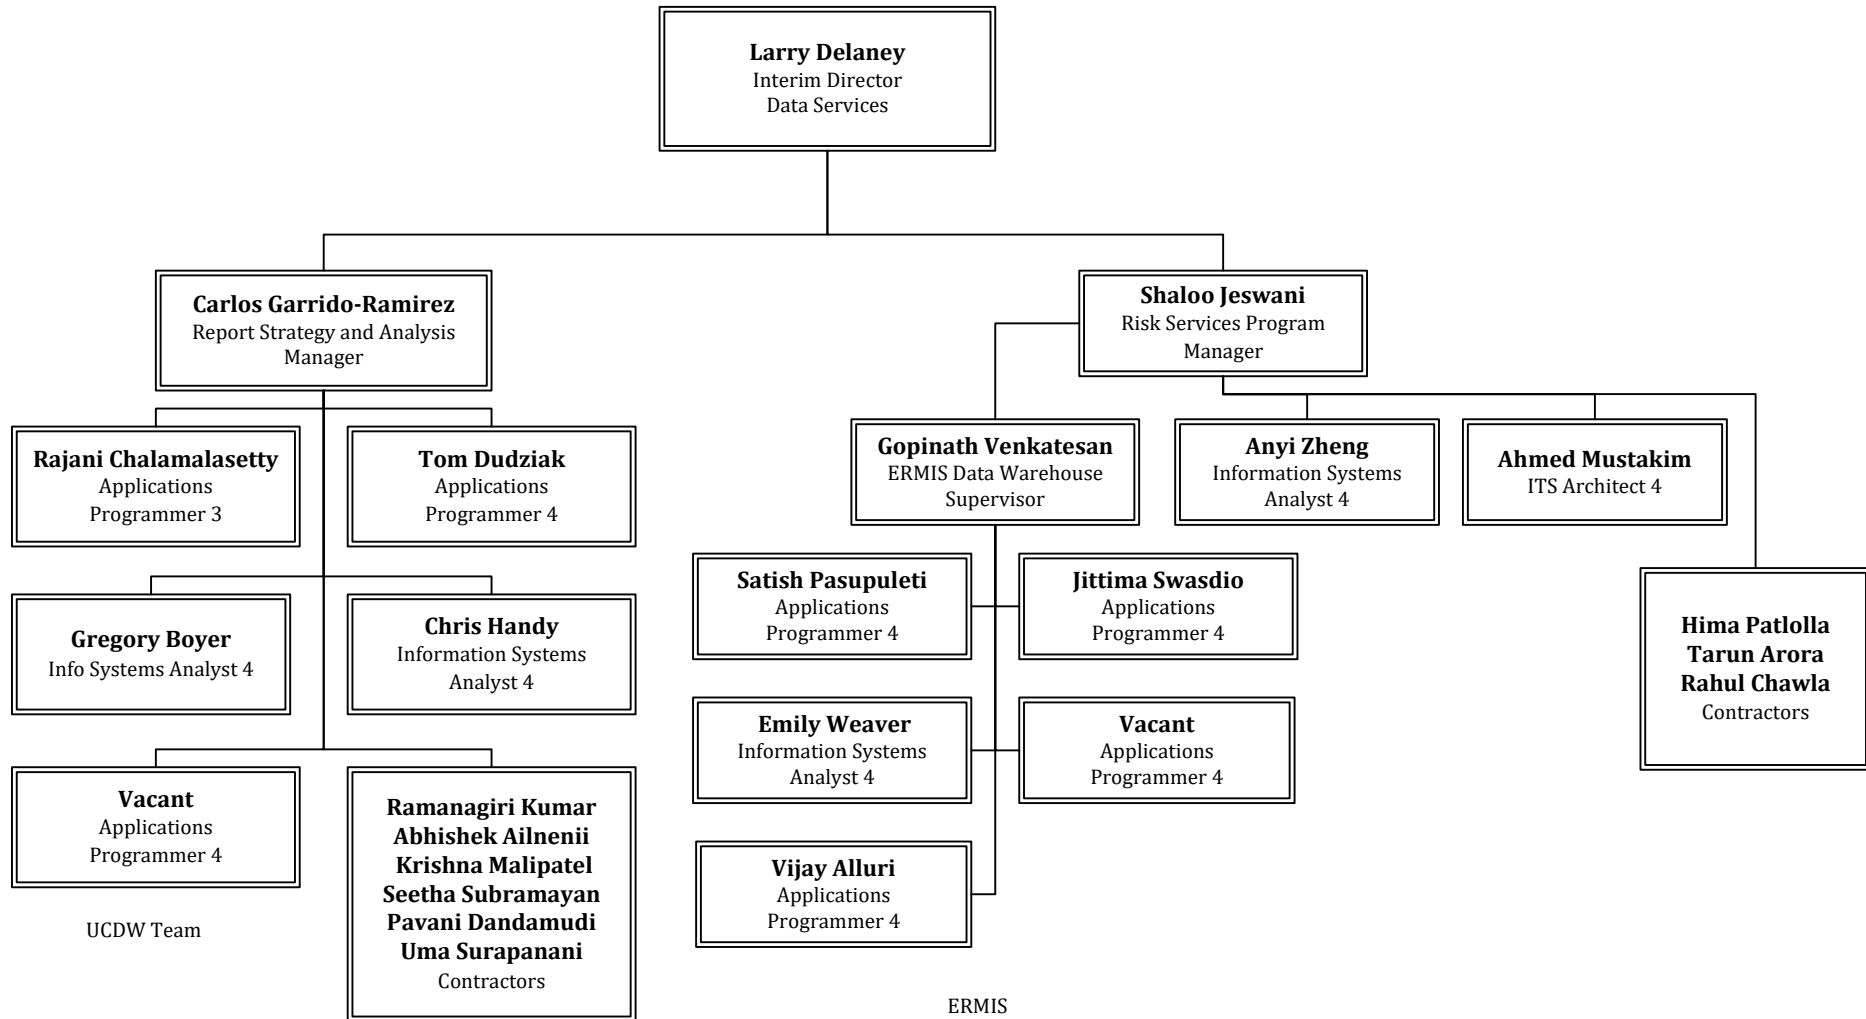 Larry Delaney
Interim Director
Data Services
Carlos Garrido-Ramirez
Report Strategy and Analysis
Manager
Shaloo Jeswani
Risk Services Program
Manager
Rajani Chalamalasetty
Applications
Programmer 3
Tom Dudziak
Applications
Programmer 4
Gopinath Venkatesan
ERMIS Data Warehouse
Supervisor
Anyi Zheng
Information Systems
Analyst 4
Ahmed Mustakim
ITS Architect 4
Gregory Boyer
Info Systems Analyst 4
Chris Handy
Information Systems
Analyst 4
Satish Pasupuleti
Applications
Programmer 4
Jittima Swasdio
Applications
Programmer 4
Hima Patlolla
Tarun Arora
Rahul Chawla
Contractors
Emily Weaver
Information Systems
Analyst 4
Vacant
Applications
Programmer 4
Vacant
Applications
Programmer 4
Ramanagiri Kumar
Abhishek Ailnenii
Krishna Malipatel
Seetha Subramayan
Pavani Dandamudi
Uma Surapanani
Contractors
Vijay Alluri
Applications
Programmer 4
UCDW Team
ERMIS